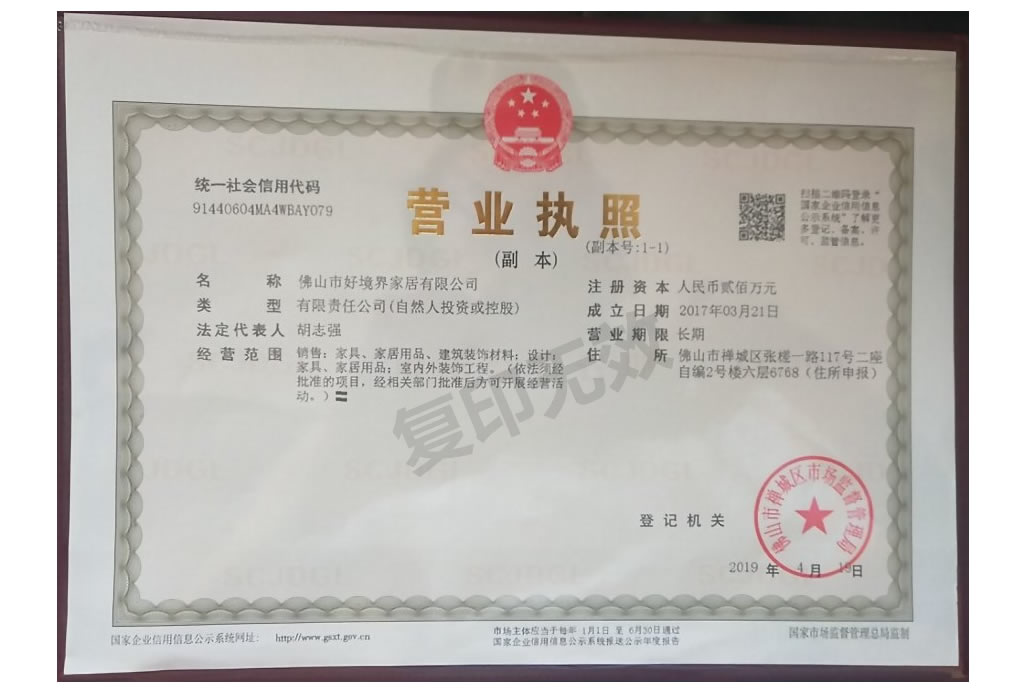 统一社会信用代码
91440604MA4WBAY079
营业执照
(副 本)
(副本号:1-1)
扫描二维码登录“
国家企业信用信息
公示系统”了解更
多登记、备案、许
可、监管信息。
名 称 佛山市好境界家居有限公司
类 型 有限责任公司(自然人投资或控股)
法定代表人 胡志强
经营范围 销售：家具、家居用品、建筑装饰材料；设计：
家具、家居用品；室内外装饰工程。（依法须经
批准的项目，经相关部门批准后方可开展经营活
动。）
注册资本 人民币贰佰万元
成立日期 2017年03月21日
营业期限 长期
住 所 佛山市禅城区张槎一路117号二座
自编2号楼六层6768（住所申报）
复印无效
登记机关
佛山市禅城区市场监督管理局
2019 年 4 月 19日
国家企业信用信息公示系统网址: http://www.gsxt.gov.cn
市场主体应当于每年 1月1日 至 6月30日通过
国家企业信用信息公示系统报送公示年度报告
国家市场监督管理总局监制